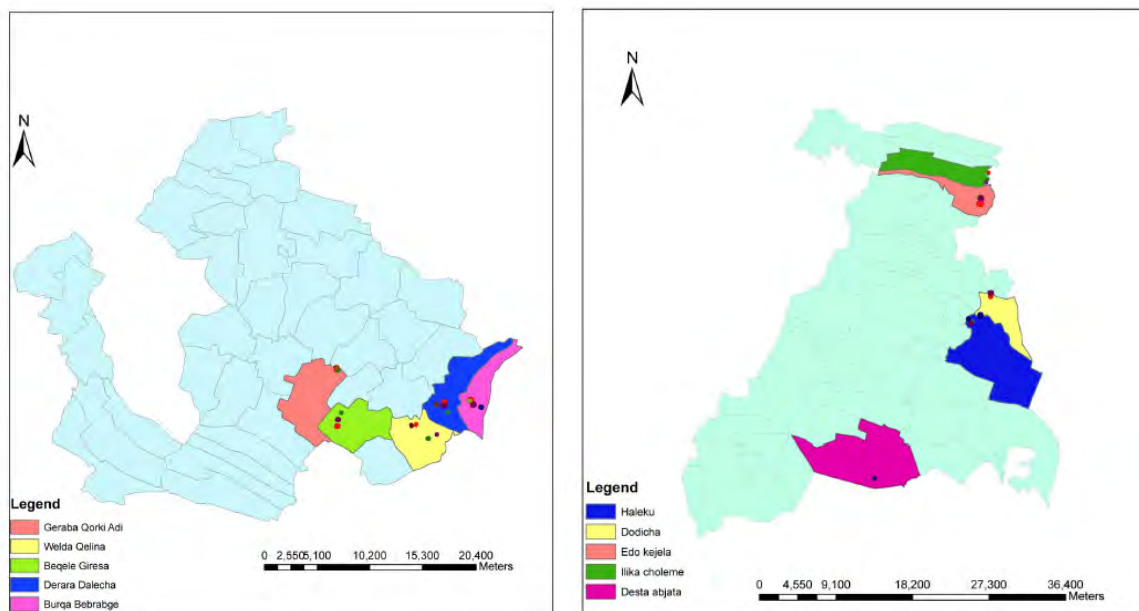 N
Legend
Geraba Qorki Adi
Welda Qelina
Beqele Giresa
Derara Dalecha
Burqa Bebrabge
0 2,5505,100 10,200 15,300 20,400
Meters
N
Legend
Haleku
Dodicha
Edo kejela
Ilika choleme
Desta abjata
0 4,550 9,100 18,200 27,300 36,400
Meters